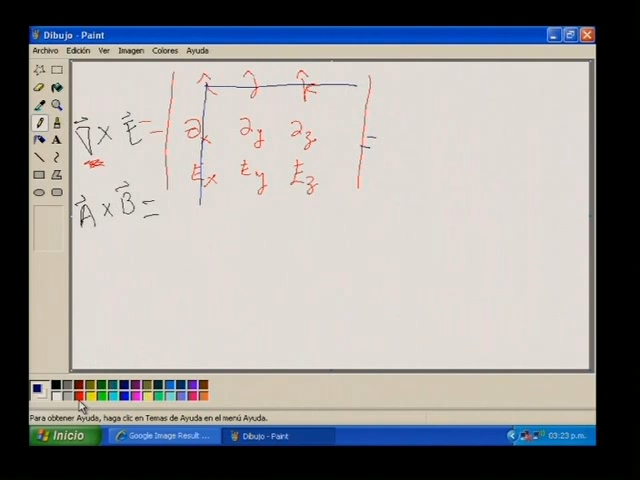 Dibujo - Paint
Archivo Edición Ver Imagen Colores Ayuda
î ĵ k̂
∇⃗ × E⃗ = ∂x ∂y ∂z =
Ex Ey Ez
A⃗ × B⃗ =
Para obtener Ayuda, haga clic en Temas de Ayuda en el menú Ayuda.
Inicio Google Image Result ... Dibujo - Paint 03:23 p.m.